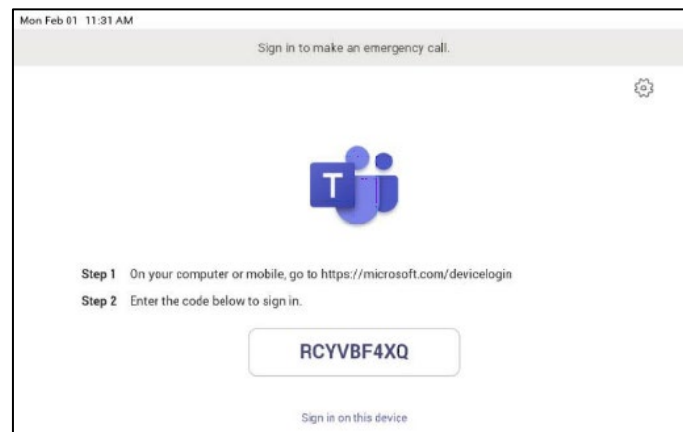 Mon Feb 01 11:31 AM
Sign in to make an emergency call.
T
Step 1 On your computer or mobile, go to https://microsoft.com/devicelogin
Step 2 Enter the code below to sign in.
RCYVBF4XQ
Sign in on this device